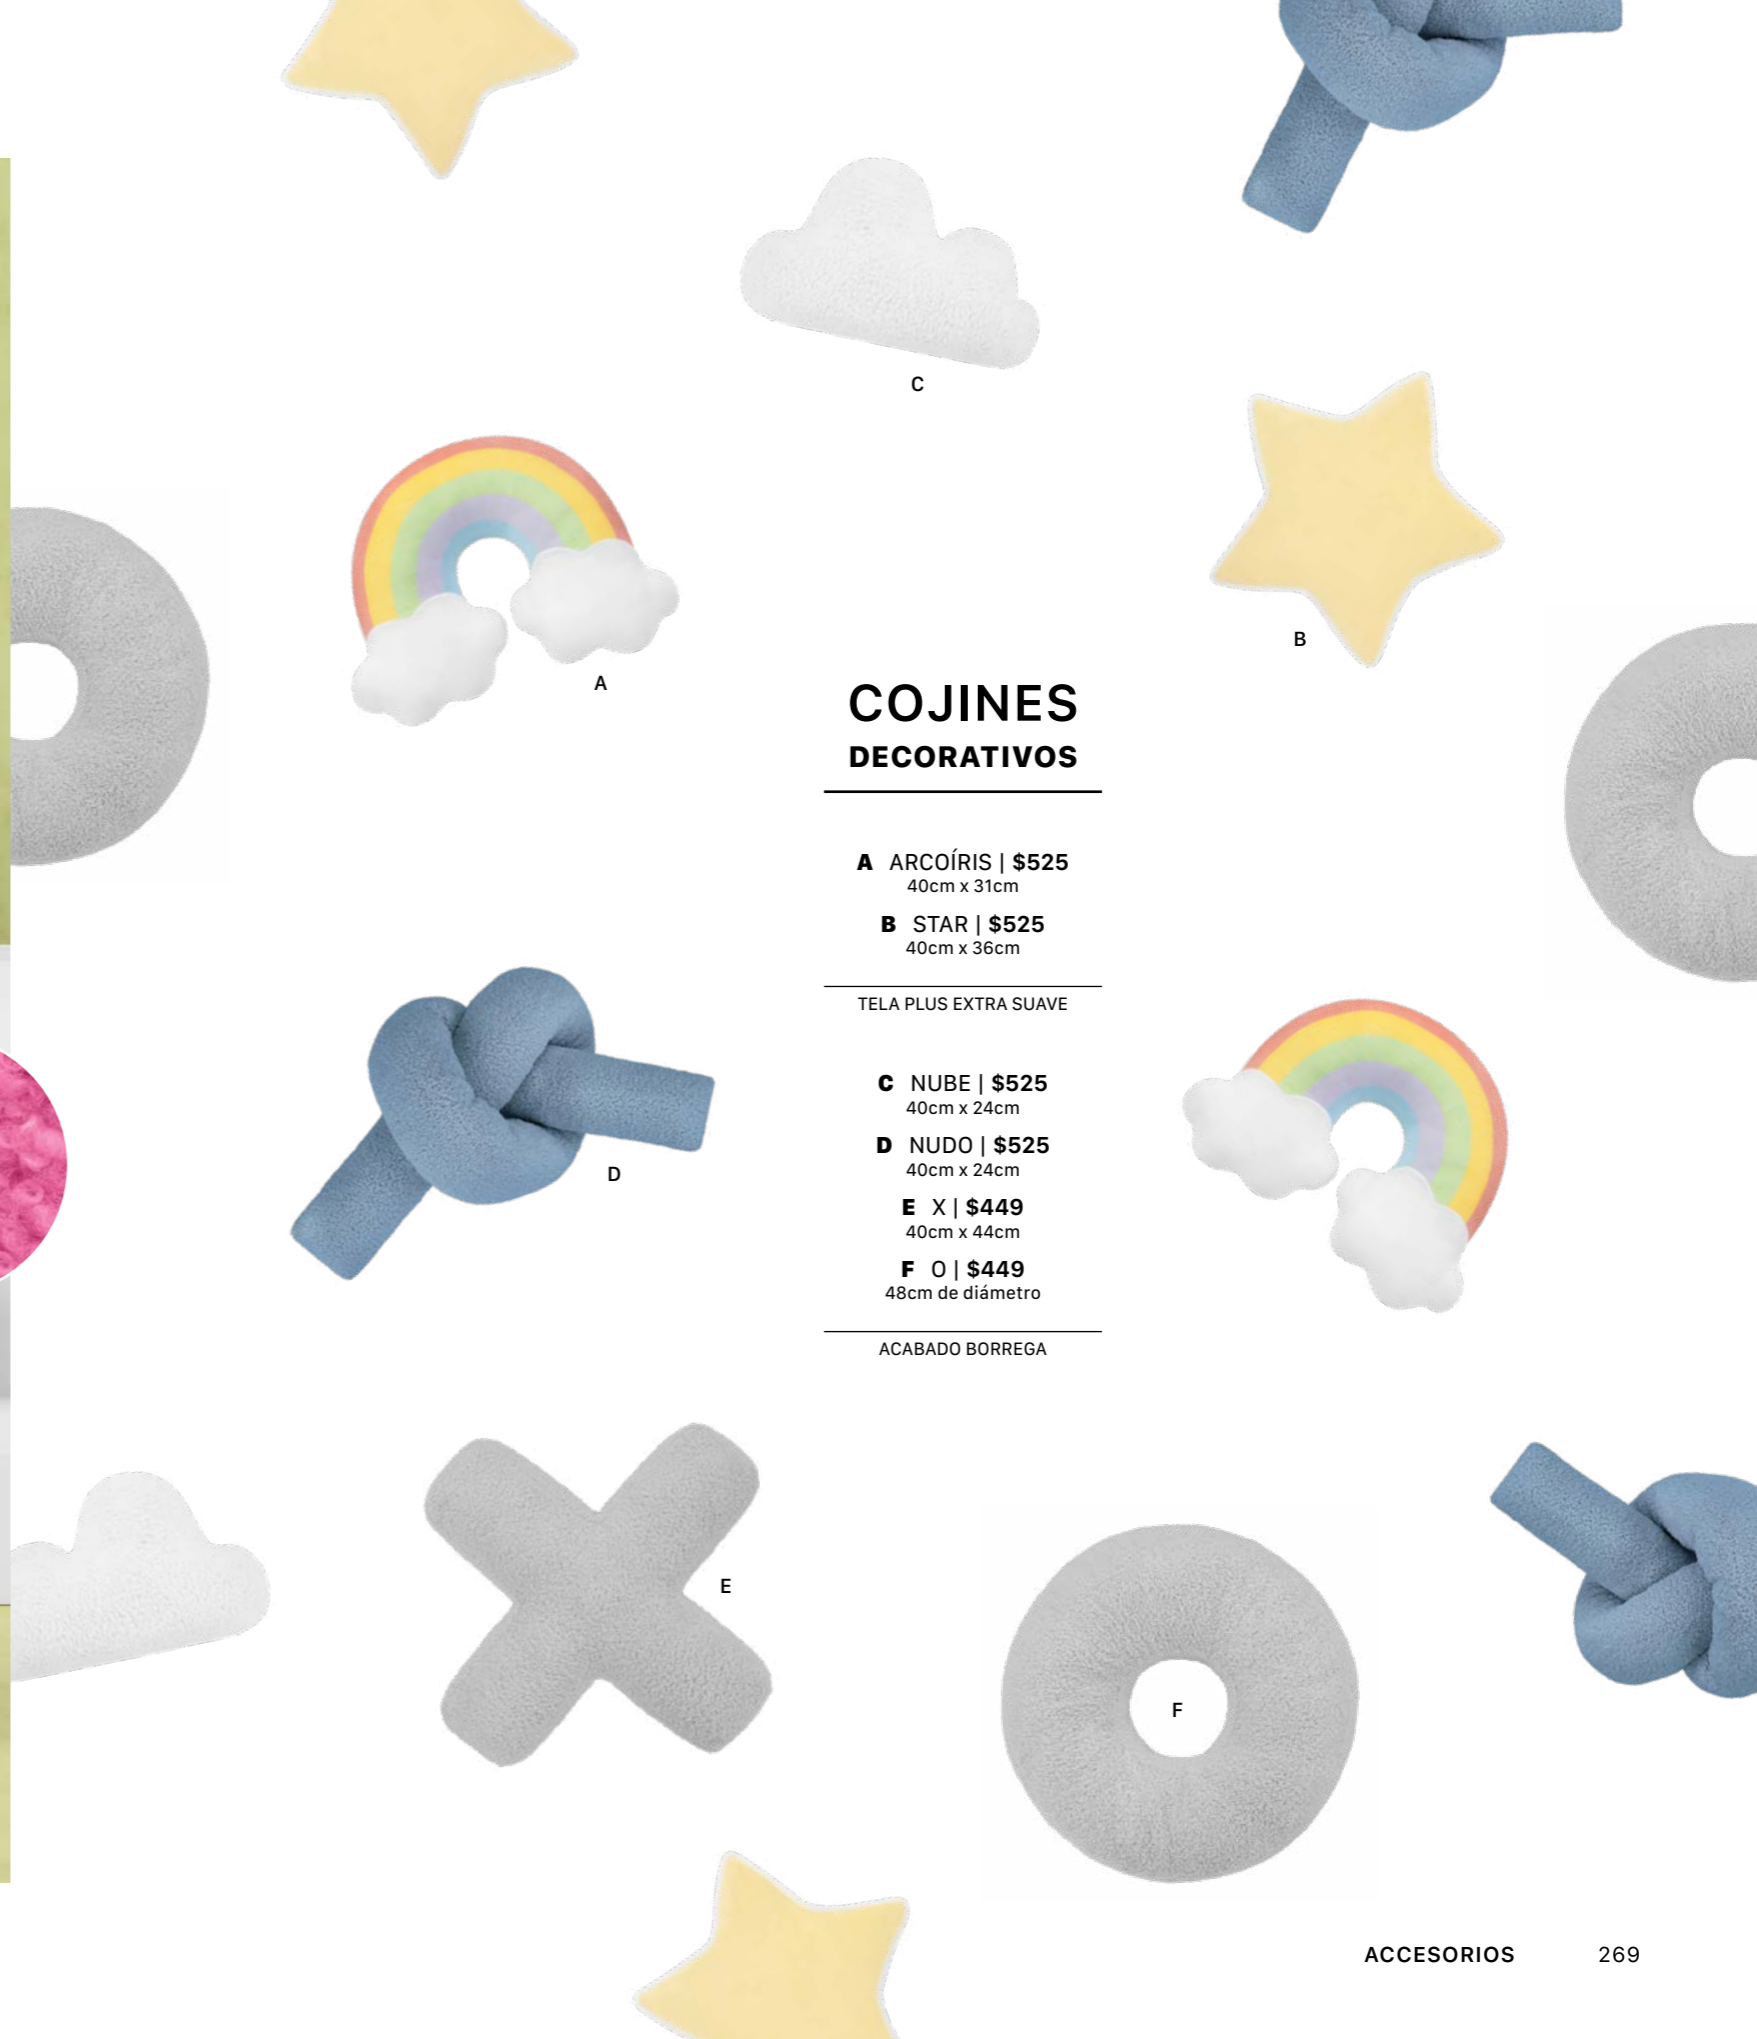 C
A
B
COJINES
DECORATIVOS
A ARCOÍRIS | $525
40cm x 31cm
B STAR | $525
40cm x 36cm
TELA PLUS EXTRA SUAVE
C NUBE | $525
40cm x 24cm
D NUDO | $525
40cm x 24cm
E X | $449
40cm x 44cm
F O | $449
48cm de diámetro
ACABADO BORREGA
D
E
F
ACCESORIOS 269